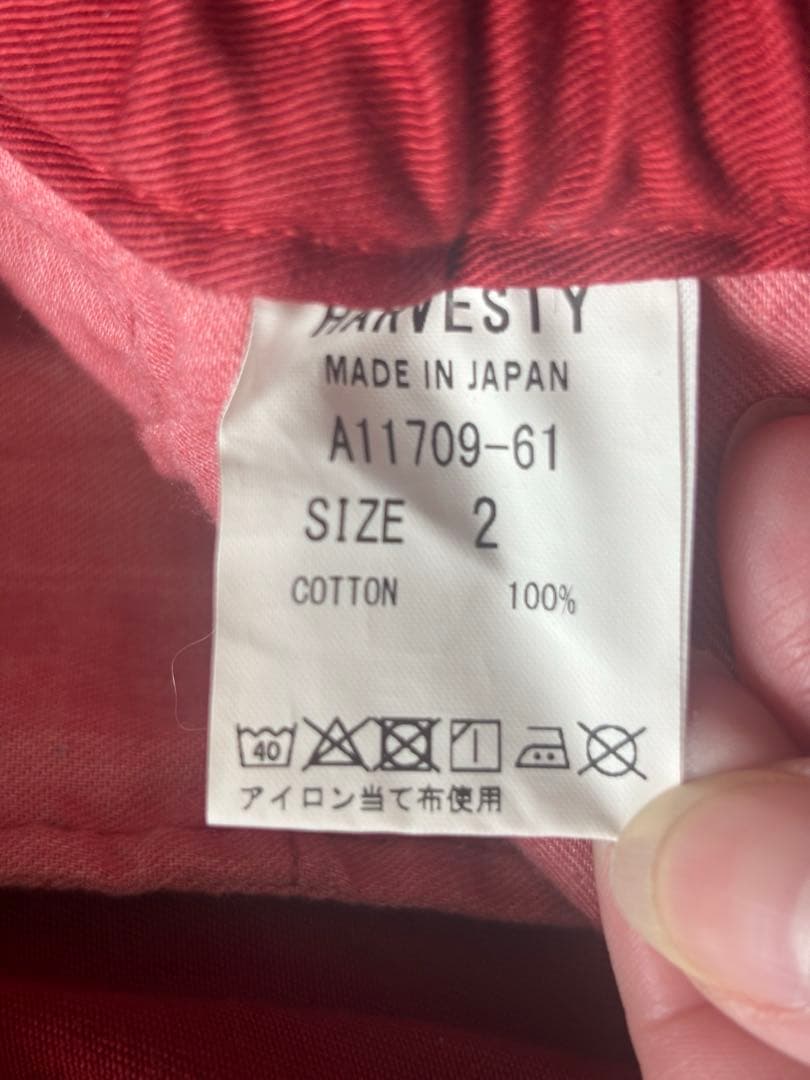 HARVESTY
MADE IN JAPAN
A11709-61
SIZE 2
COTTON 100%
40
アイロン当て布使用